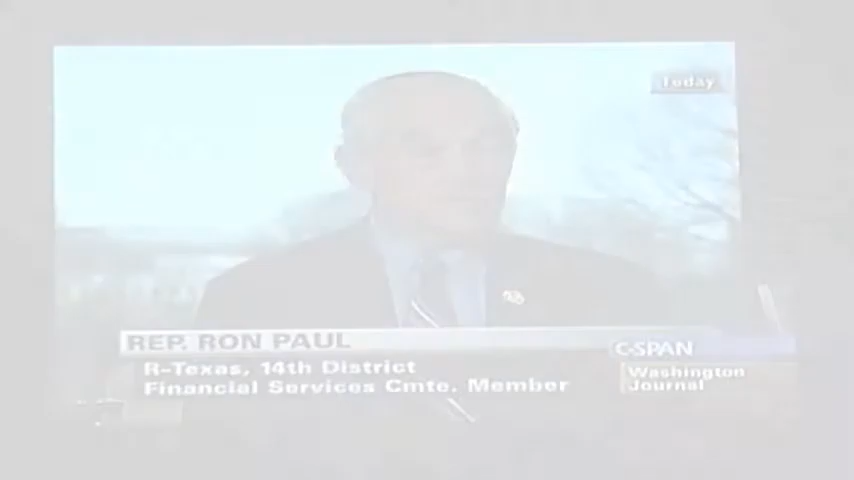 Today
REP. RON PAUL
R-Texas, 14th District
Financial Services Cmte. Member
C-SPAN
Washington
Journal